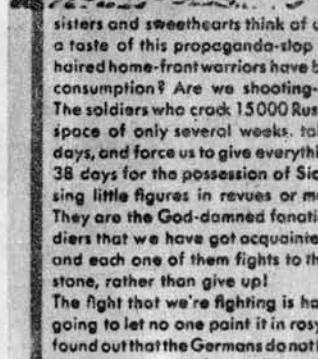 sisters and sweethearts think of
a taste of this propaganda-slop
haired home-front warriors have
consumption? Are we shooting-
The soldiers who crack 15000 Rus
space of only several weeks. tak
days, and force us to give everythi
38 days for the possession of Sic
sing little figures in revues or m
They are the God-damned fanati
diers that we have got acquainte
and each one of them fights to th
stone, rather than give up!
The fight that we're fighting is ha
going to let no one paint it in rosy
found out that the Germans do not